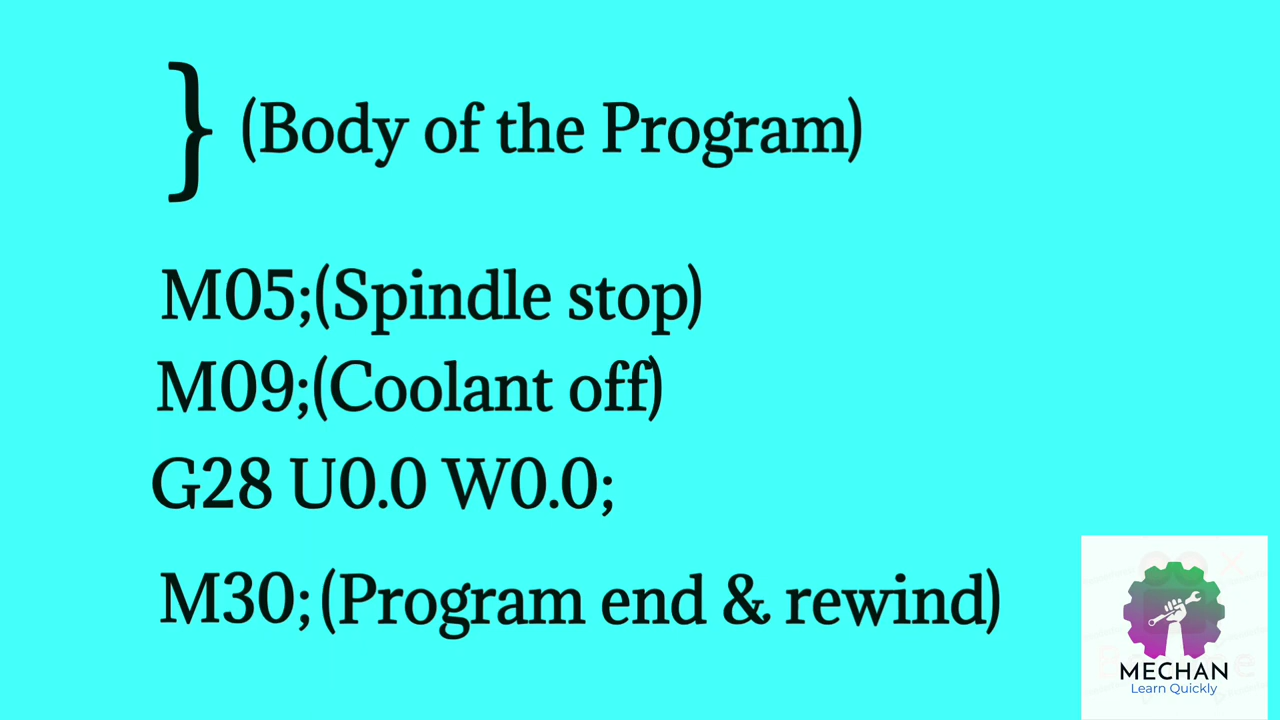 } (Body of the Program)
M05;(Spindle stop)
M09;(Coolant off)
G28 U0.0 W0.0;
M30; (Program end & rewind)
MECHAN
Learn Quickly